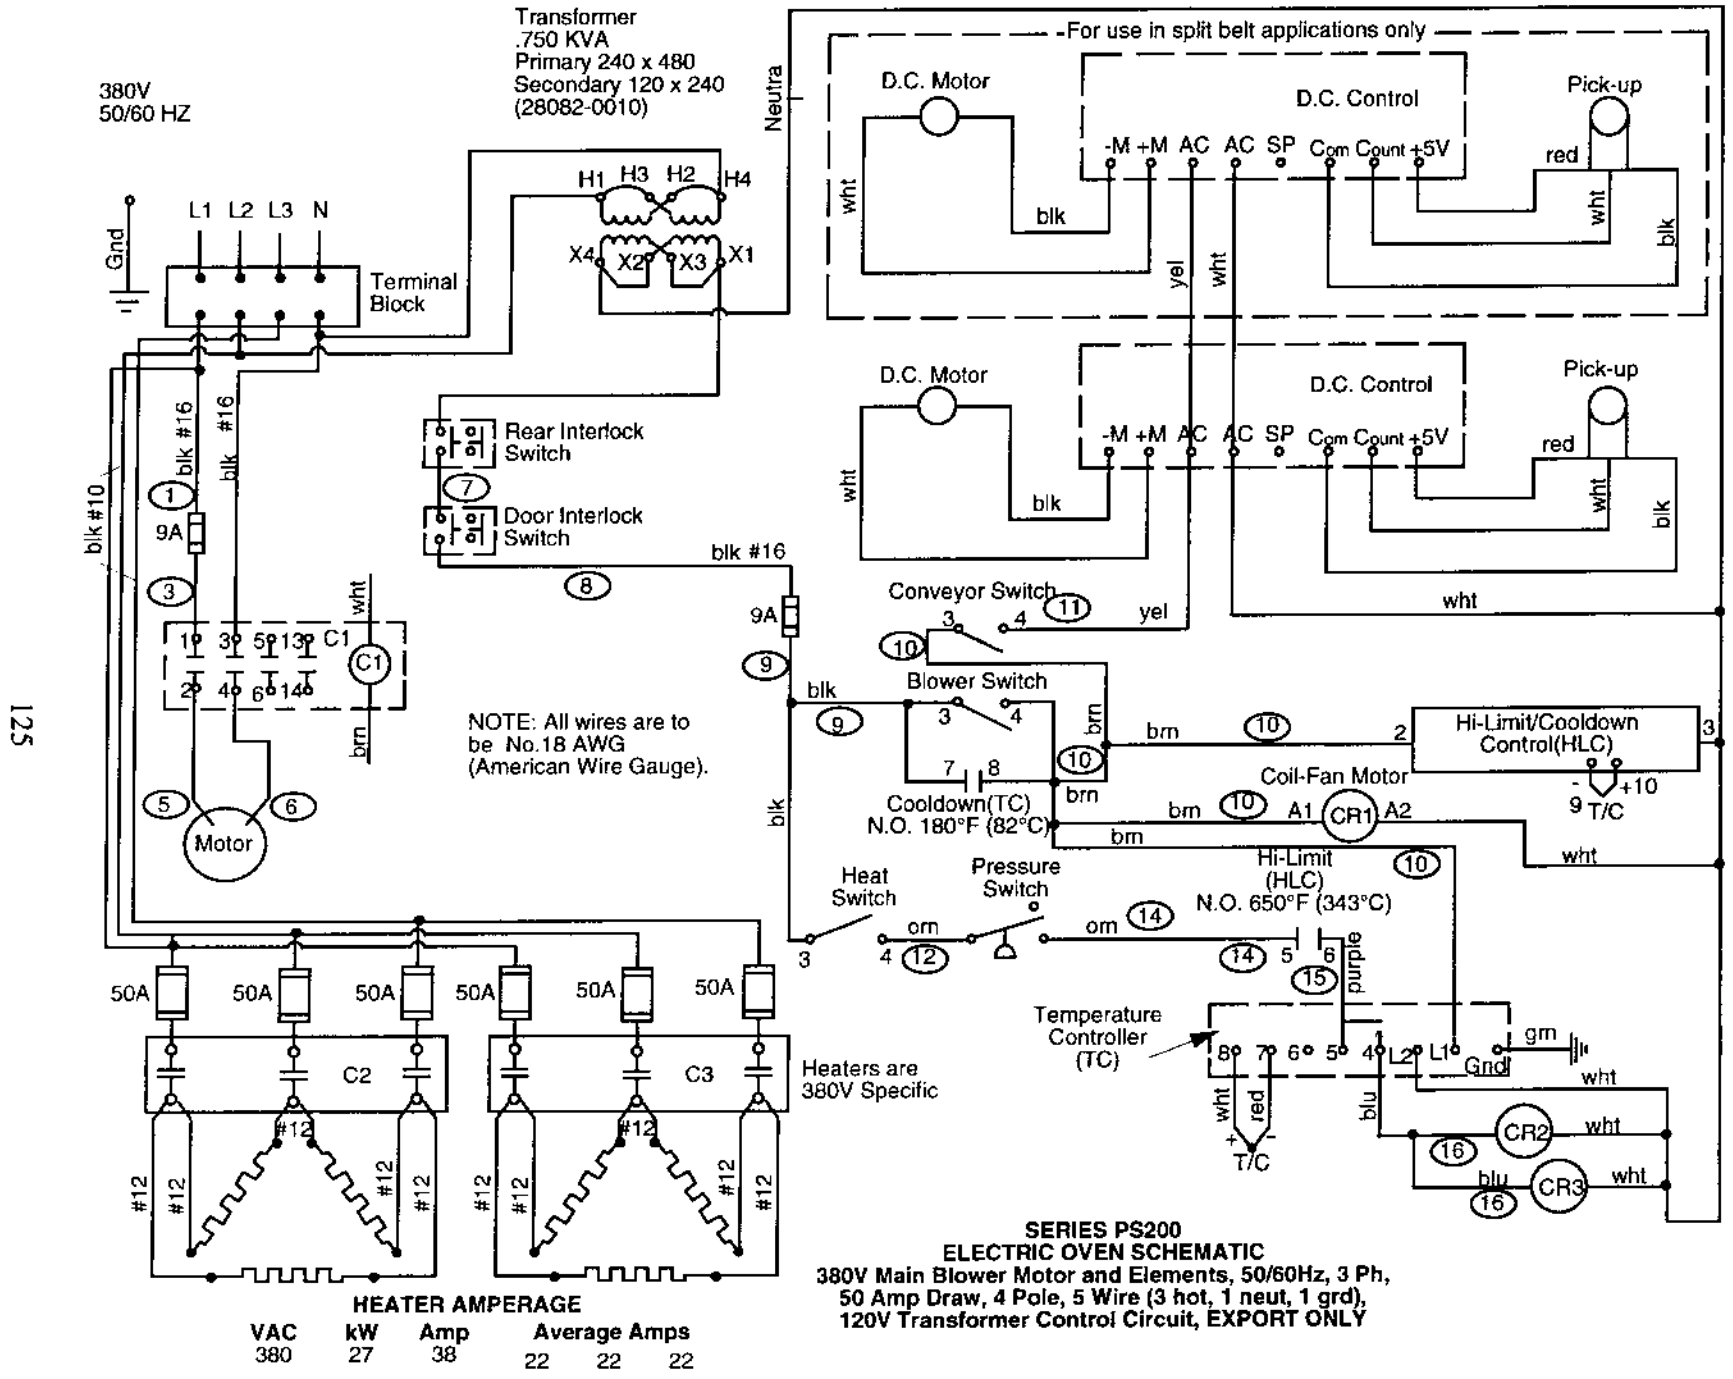 Transformer
.750 KVA
Primary 240 x 480
Secondary 120 x 240
(28082-0010)
380V
50/60 HZ
Neutra
For use in split belt applications only
D.C. Motor
D.C. Control
Pick-up
-M +M AC AC SP Com Count +5V
red
wht
blk
wht
blk
yel
wht
H1 H3 H2 H4
X4 X2 X3 X1
Gnd
L1 L2 L3 N
Terminal
Block
D.C. Motor
D.C. Control
Pick-up
-M +M AC AC SP Com Count +5V
red
wht
blk
wht
blk
Rear Interlock
Switch
7
Door Interlock
Switch
blk #16
8
blk #16
blk #16
blk #10
1
9A
3
wht
1 3 5 13 C1
C1
2 4 6 14
brn
5
6
Motor
NOTE: All wires are to
be No.18 AWG
(American Wire Gauge).
9A
9
blk
9
blk
Conveyor Switch
3 4
11
yel
wht
10
Blower Switch
3 4
brn
10
7 8
brn
Cooldown(TC)
N.O. 180°F (82°C)
brn
10
2
Hi-Limit/Cooldown
Control(HLC)
3
- +10
9 T/C
Coil-Fan Motor
brn
10
A1 CR1 A2
brn
10
wht
Hi-Limit
(HLC)
N.O. 650°F (343°C)
Heat
Switch
Pressure
Switch
3 4
orn
12
orn
14
14
5 6
15
purple
Temperature
Controller
(TC)
8 7 6 5 4 L2 L1
Gnd
grn
wht
wht
red
blu
+ -
T/C
16
CR2
wht
blu
16
CR3
wht
50A 50A 50A 50A 50A 50A
C2
C3
Heaters are
380V Specific
#12
#12
#12
#12
#12
#12
#12
#12
#12
#12
HEATER AMPERAGE
VAC kW Amp Average Amps
380 27 38 22 22 22
SERIES PS200
ELECTRIC OVEN SCHEMATIC
380V Main Blower Motor and Elements, 50/60Hz, 3 Ph,
50 Amp Draw, 4 Pole, 5 Wire (3 hot, 1 neut, 1 grd),
120V Transformer Control Circuit, EXPORT ONLY
125